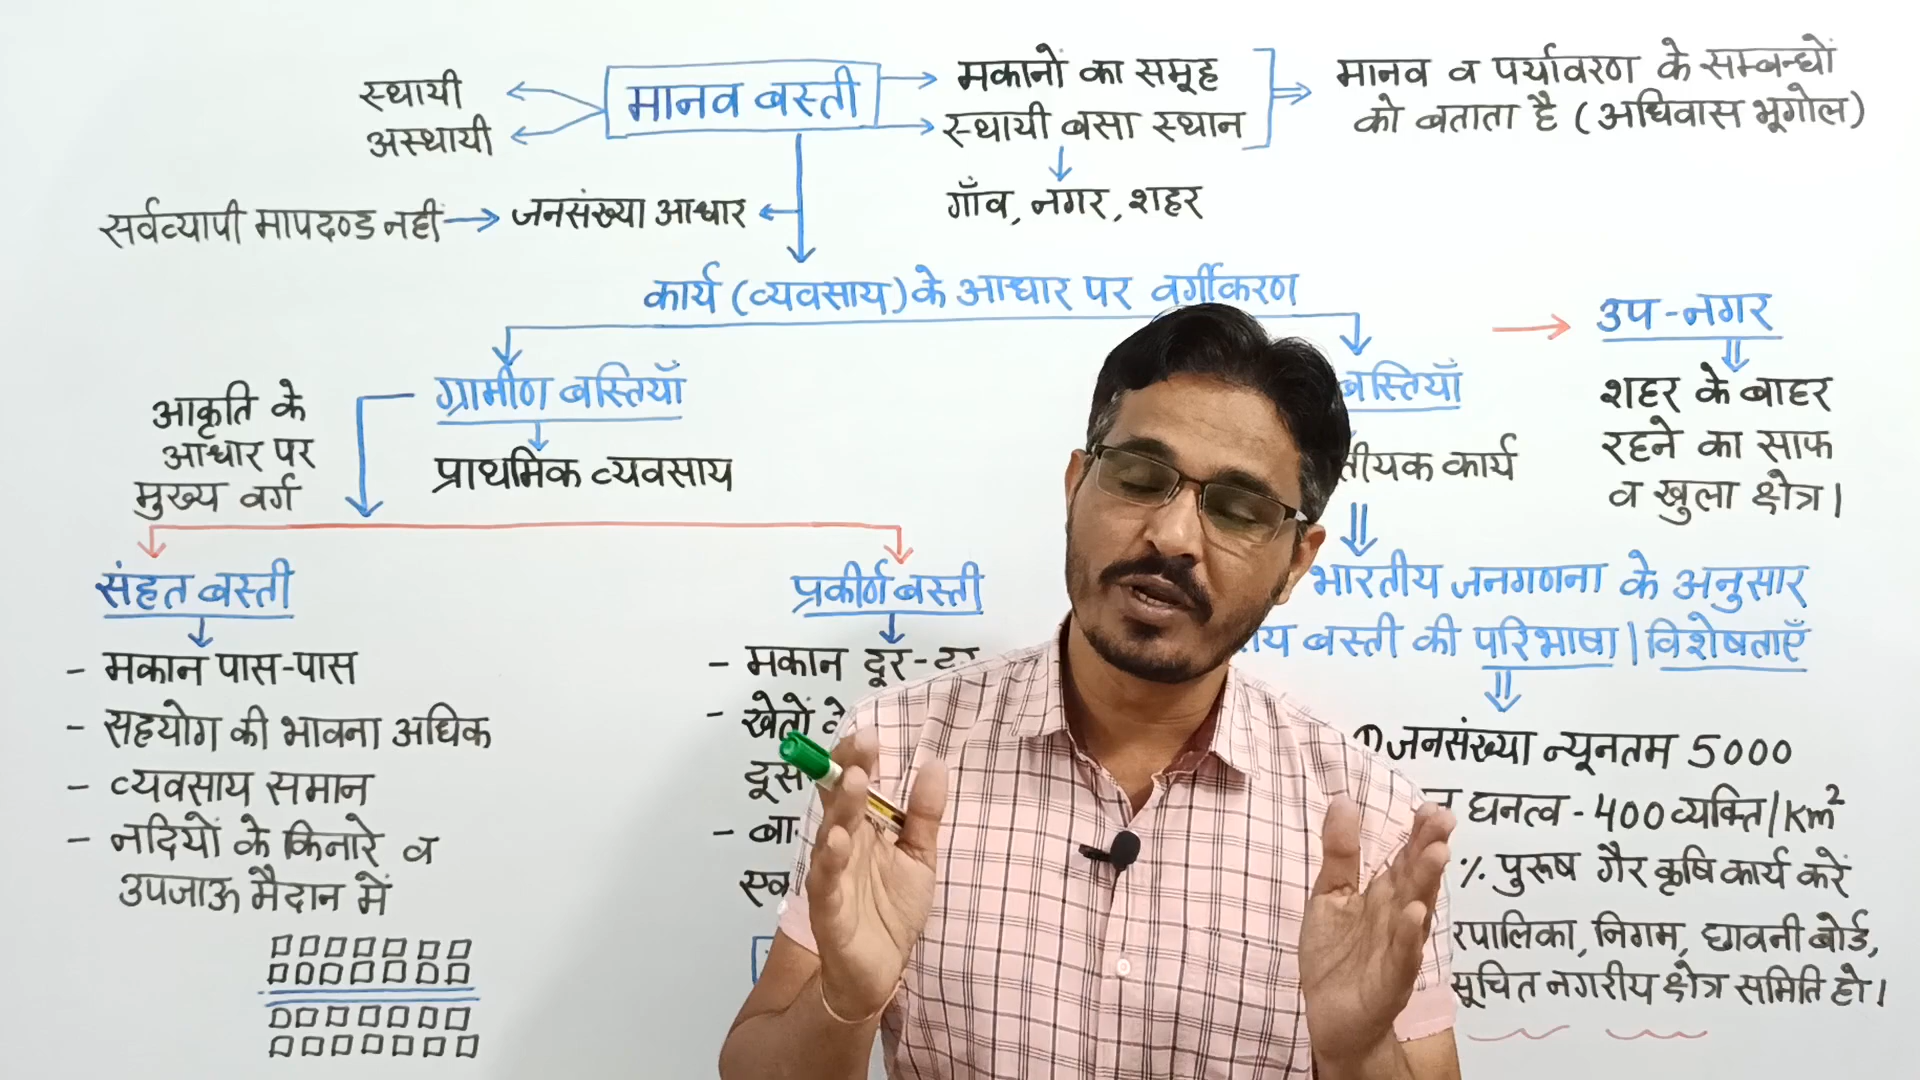 स्थायी
अस्थायी
मानव बस्ती
मकानों का समूह
स्थायी बसा स्थान
गाँव, नगर, शहर
मानव व पर्यावरण के सम्बन्धों
को बताता है (अधिवास भूगोल)
सर्वव्यापी मापदण्ड नहीं
जनसंख्या आधार
कार्य (व्यवसाय) के आधार पर वर्गीकरण
ग्रामीण बस्तियाँ
प्राथमिक व्यवसाय
आकृति के
आधार पर
मुख्य वर्ग
संहत बस्ती
- मकान पास-पास
- सहयोग की भावना अधिक
- व्यवसाय समान
- नदियों के किनारे व
उपजाऊ मैदान में
प्रकीर्ण बस्ती
- मकान दूर-
- खेतों
-
बस्तियाँ
कार्य
उप-नगर
शहर के बाहर
रहने का साफ
व खुला क्षेत्र।
भारतीय जनगणना के अनुसार
बस्ती की परिभाषा | विशेषताएँ
जनसंख्या न्यूनतम 5000
घनत्व - 400 व्यक्ति/Km²
% पुरूष गैर कृषि कार्य करें
निगम, छावनी बोर्ड,
नगरीय क्षेत्र समिति हो।